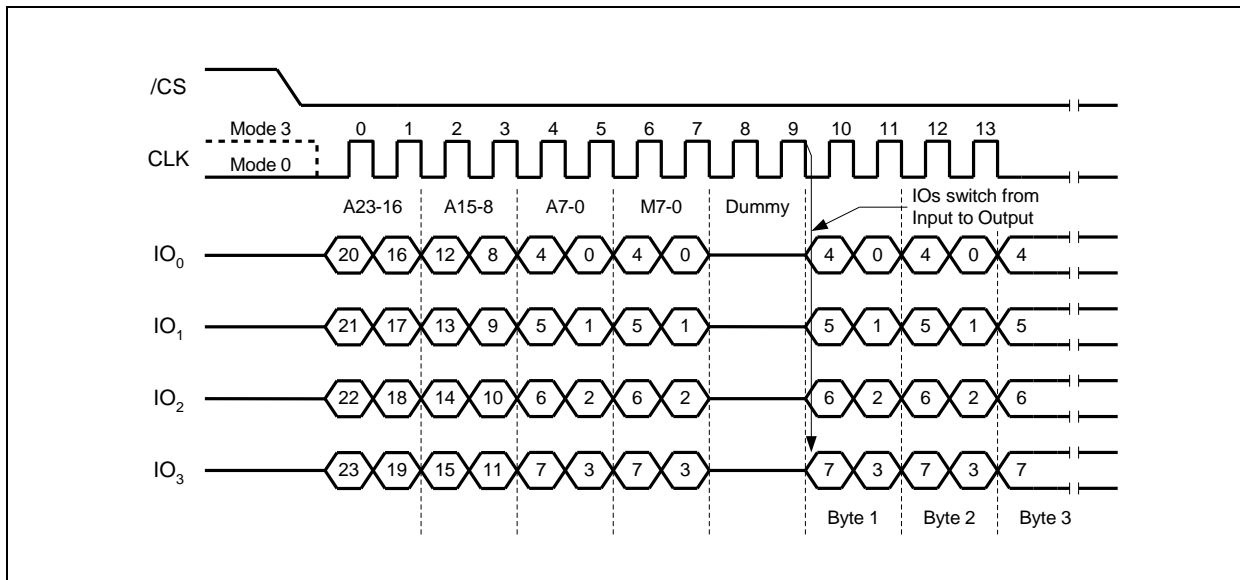 /CS
Mode 3
0 1 2 3 4 5 6 7 8 9 10 11 12 13
CLK
Mode 0
IOs switch from
Input to Output
A23-16 A15-8 A7-0 M7-0 Dummy
IO0 20 16 12 8 4 0 4 0 4 0 4 0 4
IO1 21 17 13 9 5 1 5 1 5 1 5 1 5
IO2 22 18 14 10 6 2 6 2 6 2 6 2 6
IO3 23 19 15 11 7 3 7 3 7 3 7 3 7
Byte 1 Byte 2 Byte 3